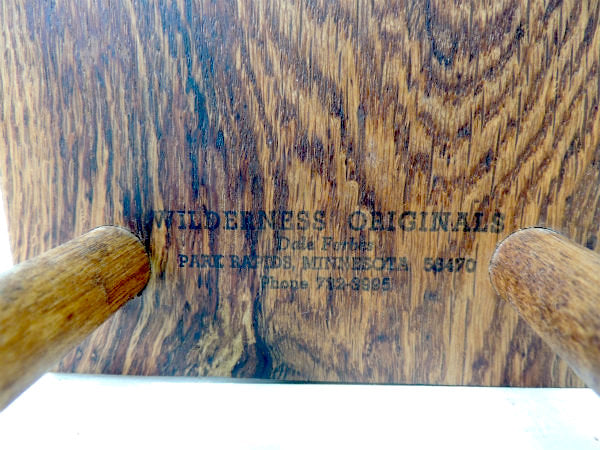 WILDERNESS ORIGINALS
Dale Forbes
PARK RAPIDS, MINNESOTA 56470
Phone 732-3995